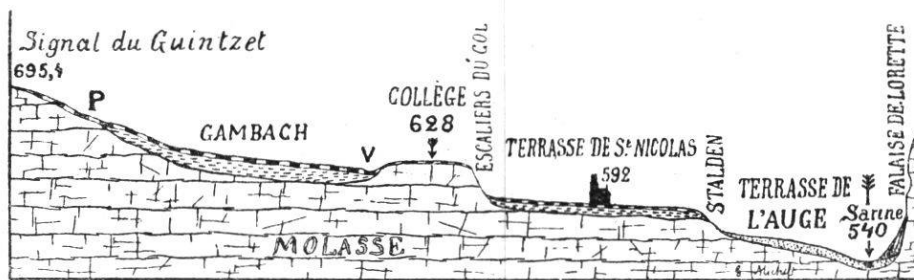 Signal du Guintzet
695,4
P
GAMBACH
V
COLLÈGE
628
ESCALIERS DU COL
TERRASSE DE St NICOLAS
592
STALDEN
TERRASSE DE
L'AUGE
Sarine
540
FALAISE DE LORETTE
MOLASSE